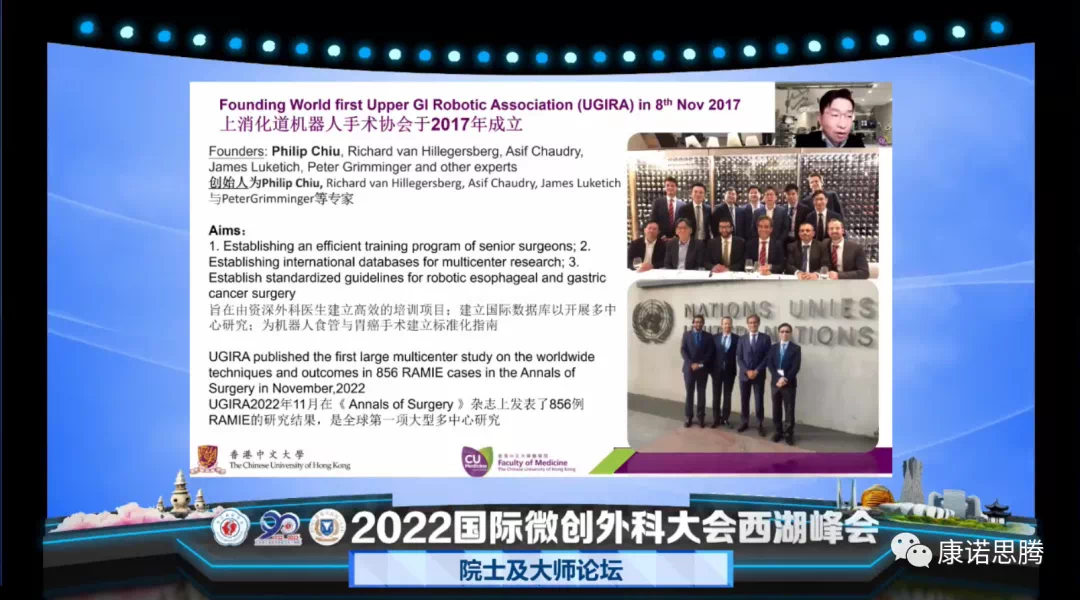 Founding World first Upper GI Robotic Association (UGIRA) in 8th Nov 2017
上消化道机器人手术协会于2017年成立
Founders: Philip Chiu, Richard van Hillegersberg, Asif Chaudry,
James Luketich, Peter Grimminger and other experts
创始人为Philip Chiu, Richard van Hillegersberg, Asif Chaudry, James Luketich
与PeterGrimminger等专家
Aims:
1. Establishing an efficient training program of senior surgeons; 2.
Establishing international databases for multicenter research; 3.
Establish standardized guidelines for robotic esophageal and gastric
cancer surgery
旨在由资深外科医生建立高效的培训项目；建立国际数据库以开展多中
心研究；为机器人食管与胃癌手术建立标准化指南
UGIRA published the first large multicenter study on the worldwide
techniques and outcomes in 856 RAMIE cases in the Annals of
Surgery in November,2022
UGIRA2022年11月在《 Annals of Surgery 》杂志上发表了856例
RAMIE的研究结果，是全球第一项大型多中心研究
NATIONS UNIES
UNITED NATIONS
香港中文大學
The Chinese University of Hong Kong
CU
Medicine
Faculty of Medicine
The Chinese University of Hong Kong
2022国际微创外科大会西湖峰会
院士及大师论坛
康诺思腾